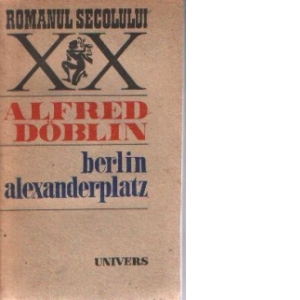 ROMANUL SECOLULUI
XX
ALFRED
DÖBLIN
berlin
alexanderplatz
UNIVERS